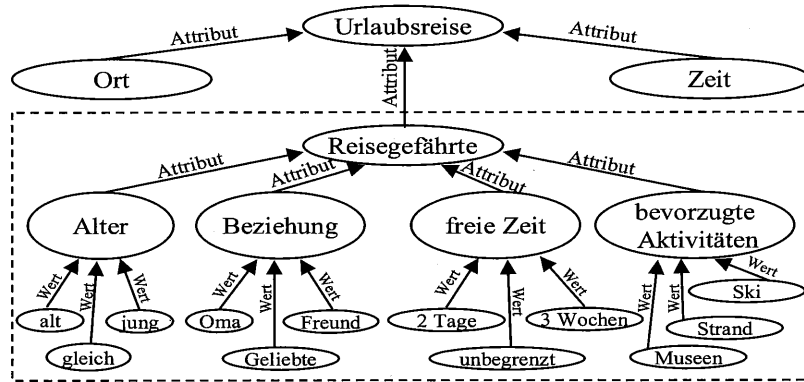 Urlaubsreise
Attribut
Attribut
Ort
Attribut
Zeit
Reisegefährte
Attribut
Attribut
Attribut
Attribut
Alter
Beziehung
freie Zeit
bevorzugte
Aktivitäten
Wert
Wert
Wert
Wert
Wert
Wert
Wert
Wert
Wert
Wert
Wert
Wert
alt
jung
Oma
Freund
2 Tage
3 Wochen
Ski
Strand
gleich
Geliebte
unbegrenzt
Museen